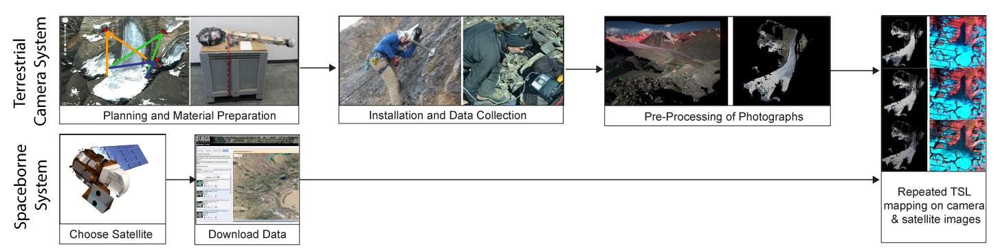 Terrestrial
Camera System
Planning and Material Preparation
Installation and Data Collection
Pre-Processing of Photographs
Spaceborne
System
USGS
Choose Satellite
Download Data
Repeated TSL
mapping on camera
& satellite images